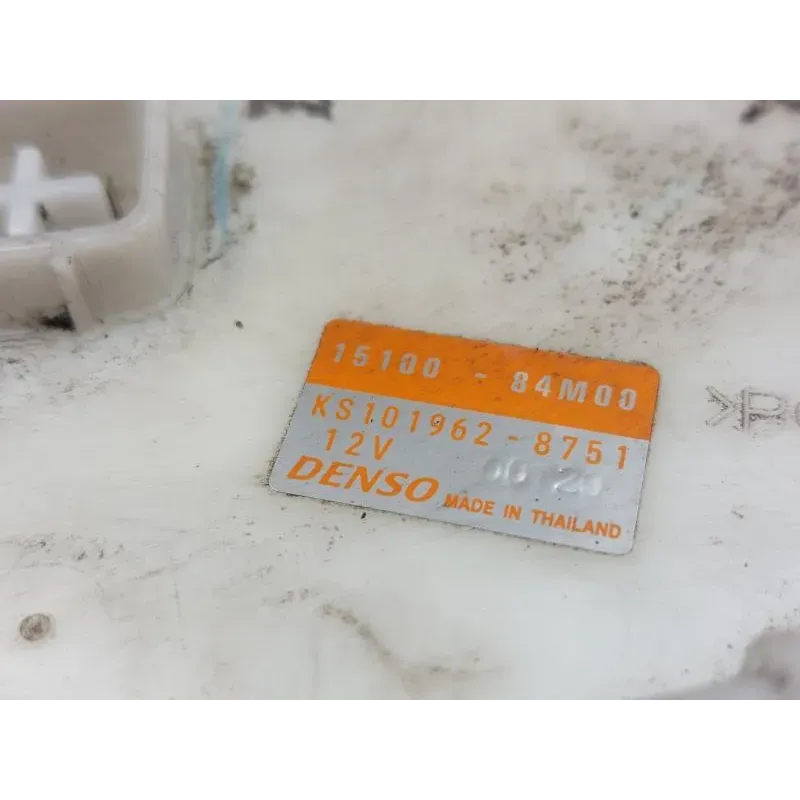 15100 - 84M00
KS101962-8751
12V
DENSO MADE IN THAILAND